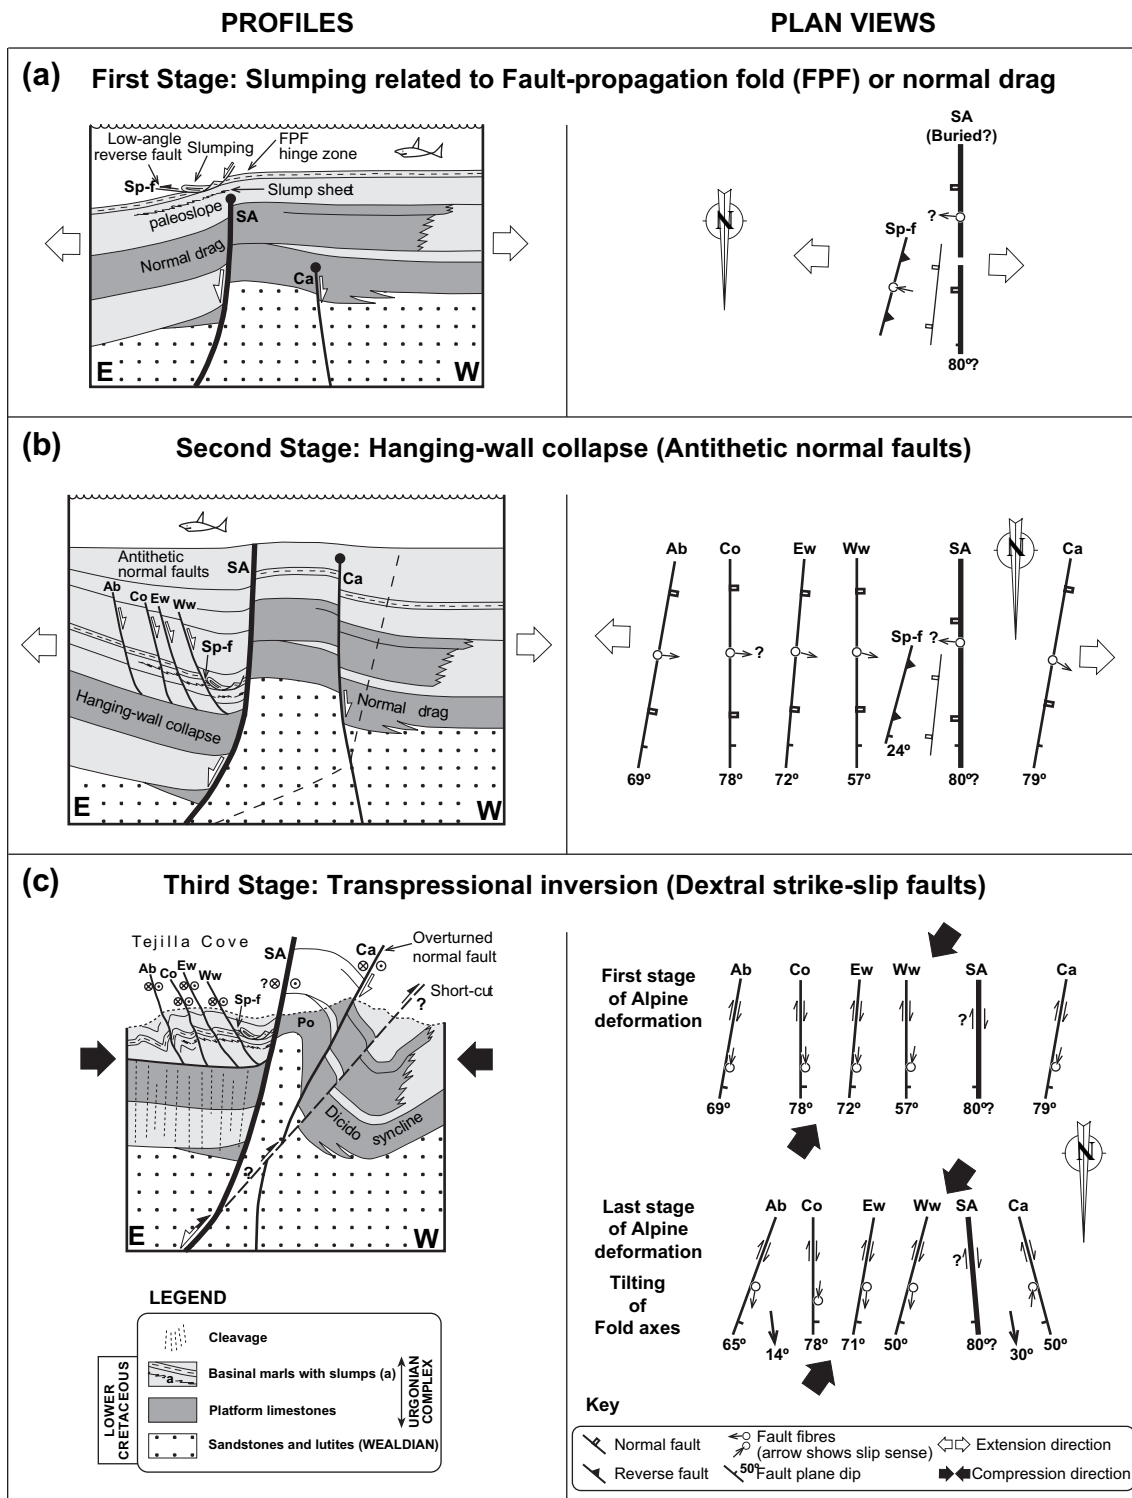 PROFILES
PLAN VIEWS
(a)
First Stage: Slumping related to Fault-propagation fold (FPF) or normal drag
Low-angle
reverse fault
Slumping
FPF
hinge zone
Sp-f
Slump sheet
paleoslope
SA
Normal drag
Ca
E
W
SA
(Buried?)
N
?
Sp-f
80º?
(b)
Second Stage: Hanging-wall collapse (Antithetic normal faults)
Antithetic
normal faults
SA
Ab
Co
Ew
Ww
Ca
Sp-f
Hanging-wall collapse
Normal drag
E
W
Ab
Co
Ew
Ww
SA
N
Ca
Sp-f
?
?
24º
69º
78º
72º
57º
80º?
79º
(c)
Third Stage: Transpressional inversion (Dextral strike-slip faults)
Tejilla Cove
SA
Ca
Overturned
normal fault
Ab
Co
Ew
Ww
?
Sp-f
Short-cut
?
Po
Dicido syncline
?
E
W
First stage
of Alpine
deformation
Ab
Co
Ew
Ww
SA
Ca
?
69º
78º
72º
57º
80º?
79º
N
Last stage
of Alpine
deformation
Tilting
of
Fold axes
Ab
Co
Ew
Ww
SA
Ca
?
65º
14º
78º
71º
50º
80º?
30º
50º
LEGEND
Cleavage
LOWER
CRETACEOUS
a
Basinal marls with slumps (a)
Platform limestones
URGONIAN
COMPLEX
Sandstones and lutites (WEALDIAN)
Key
Normal fault
Fault fibres
(arrow shows slip sense)
Extension direction
Reverse fault
50º
Fault plane dip
Compression direction